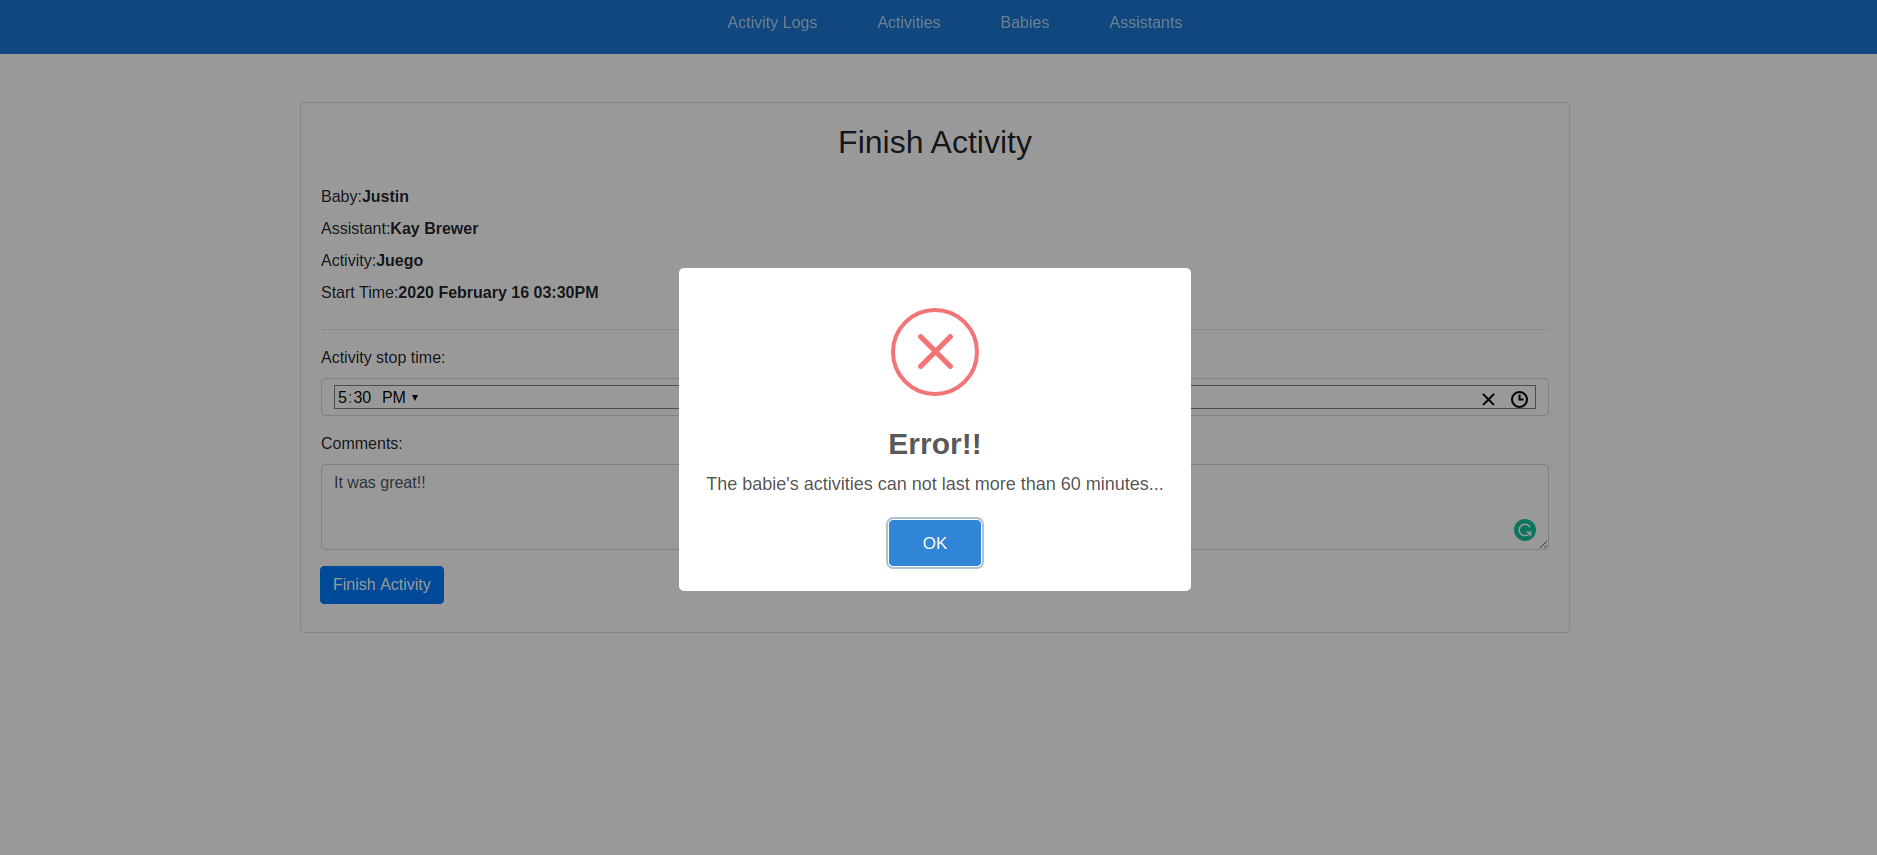 Activity Logs Activities Babies Assistants
Finish Activity
Baby:Justin
Assistant:Kay Brewer
Activity:Juego
Start Time:2020 February 16 03:30PM
Activity stop time:
5:30 PM
Comments:
It was great!!
Finish Activity
Error!!
The babie's activities can not last more than 60 minutes...
OK